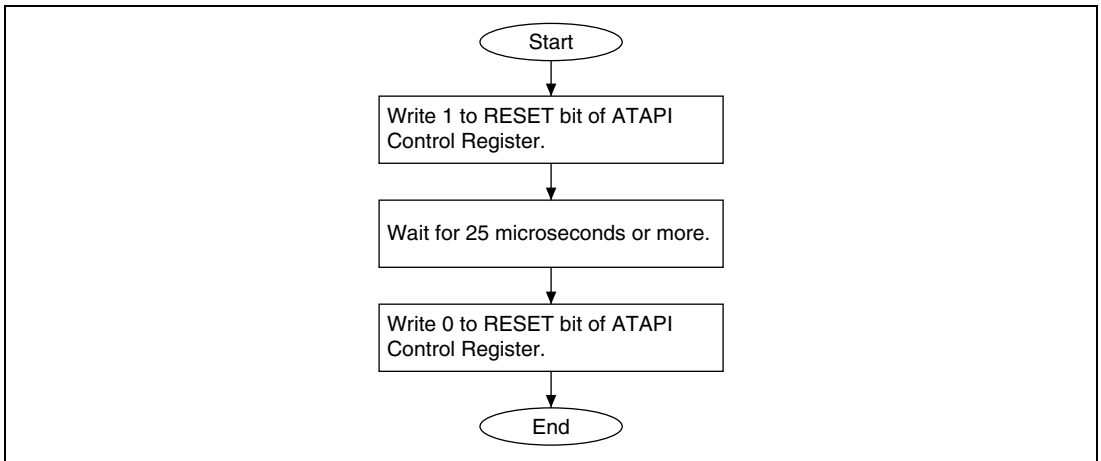 Start
Write 1 to RESET bit of ATAPI
Control Register.
Wait for 25 microseconds or more.
Write 0 to RESET bit of ATAPI
Control Register.
End